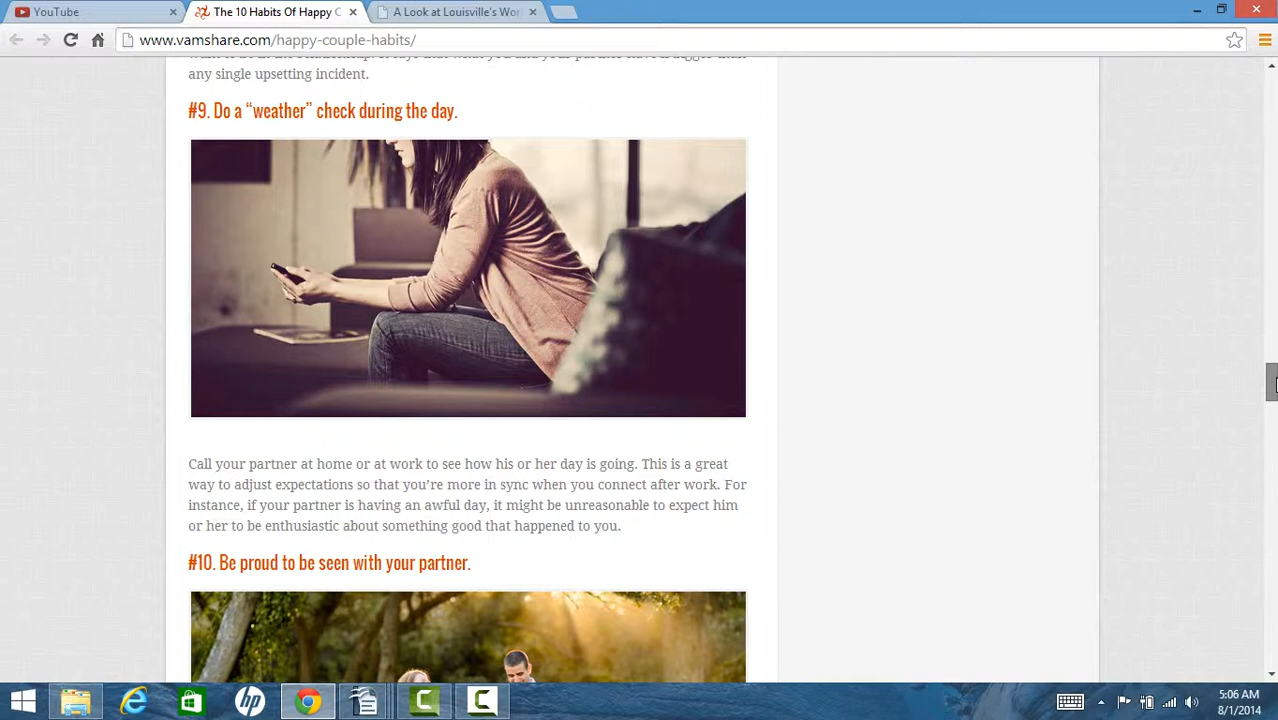 YouTube
The 10 Habits Of Happy C
A Look at Louisville's Wor
www.vamshare.com/happy-couple-habits/
any single upsetting incident.
#9. Do a “weather” check during the day.
Call your partner at home or at work to see how his or her day is going. This is a great
way to adjust expectations so that you’re more in sync when you connect after work. For
instance, if your partner is having an awful day, it might be unreasonable to expect him
or her to be enthusiastic about something good that happened to you.
#10. Be proud to be seen with your partner.
hp
5:06 AM
8/1/2014